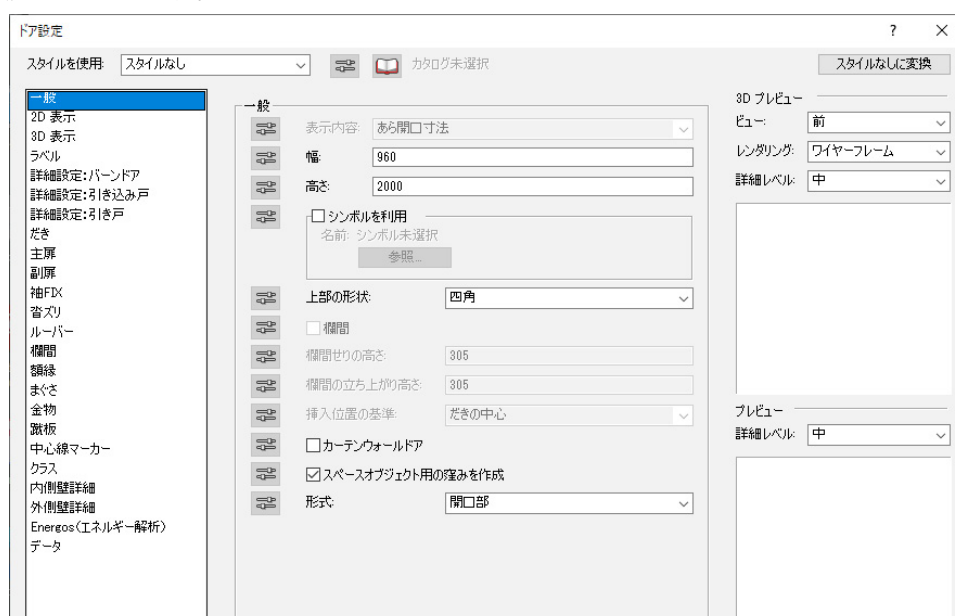 ドア設定
?
×
スタイルを使用: スタイルなし
カタログ未選択
スタイルなしに変換
一般
2D 表示
3D 表示
ラベル
詳細設定:バーンドア
詳細設定:引き込み戸
詳細設定:引き戸
だき
主扉
副扉
袖FIX
沓ズリ
ルーバー
欄間
額縁
まぐさ
金物
蹴板
中心線マーカー
クラス
内側壁詳細
外側壁詳細
Energos(エネルギー解析)
データ
一般
表示内容: あら開口寸法
幅: 960
高さ: 2000
シンボルを利用
名前: シンボル未選択
参照...
上部の形状: 四角
欄間
欄間せりの高さ: 305
欄間の立ち上がり高さ: 305
挿入位置の基準: だきの中心
カーテンウォールドア
スペースオブジェクト用の窪みを作成
形式: 開口部
3D プレビュー
ビュー: 前
レンダリング: ワイヤーフレーム
詳細レベル: 中
プレビュー
詳細レベル: 中